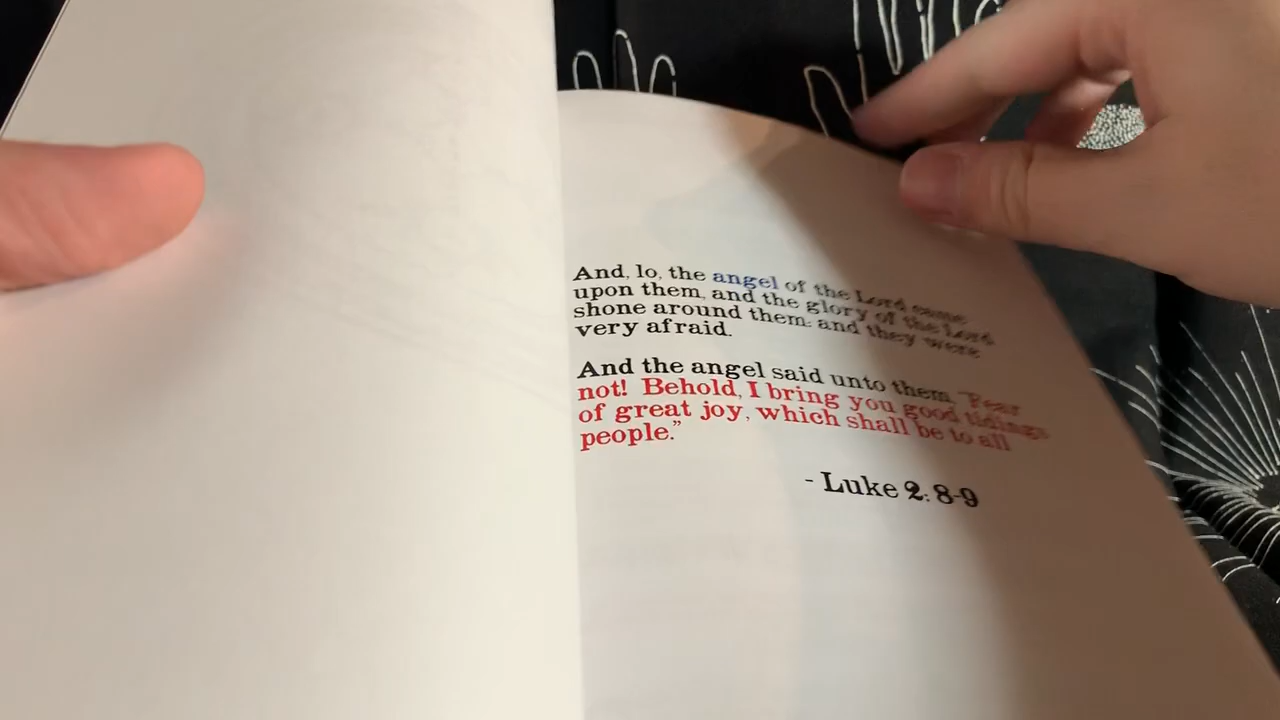 And, lo, the angel of the Lord came
upon them, and the glory of the Lord
shone around them: and they were
very afraid.
And the angel said unto them, "Fear
not! Behold, I bring you good tidings
of great joy, which shall be to all
people."
- Luke 2: 8-9